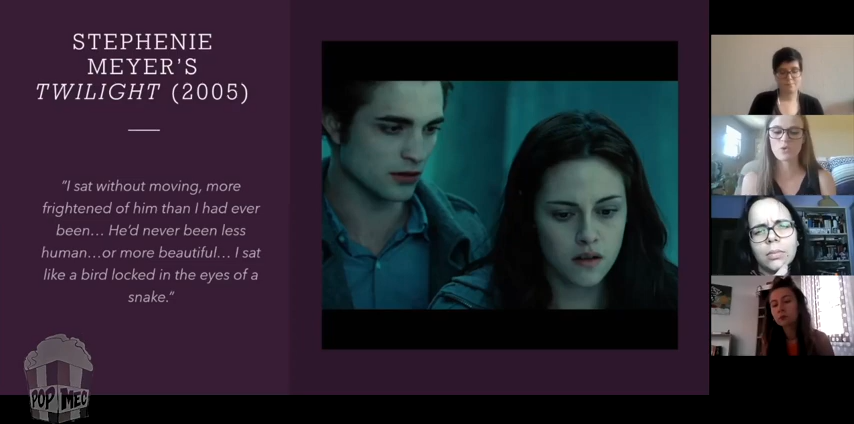 STEPHENIE
MEYER'S
TWILIGHT (2005)
"I sat without moving, more
frightened of him than I had ever
been... He'd never been less
human...or more beautiful... I sat
like a bird locked in the eyes of a
snake."
POP MEC